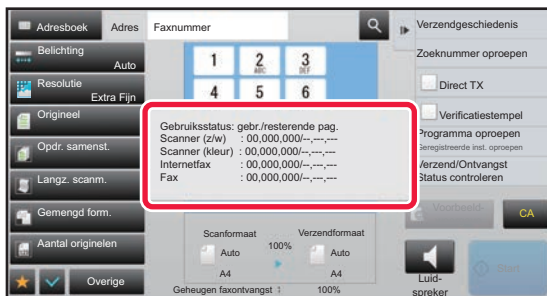 Adresboek
Adres
Faxnummer
Verzendgeschiedenis
Belichting
Auto
Zoeknummer oproepen
1
2
ABC
3
DEF
Resolutie
Extra Fijn
Direct TX
4
5
6
Origineel
Verificatiestempel
Gebruiksstatus: gebr./resterende pag.
Scanner (z/w) : 00,000,000/--,---,---
Scanner (kleur) : 00,000,000/--,---,---
Internetfax : 00,000,000/--,---,---
Fax : 00,000,000/--,---,---
Programma oproepen
Geregistreerde inst. oproepen
Opdr. samenst.
Verzend/Ontvangst
Status controleren
Langz. scanm.
Gemengd form.
Voorbeeld-
CA
Scanformaat
Verzendformaat
Aantal originelen
Auto
100%
Auto
A4
A4
Overige
Geheugen faxontvangst
100%
Luid-
spreker
Start